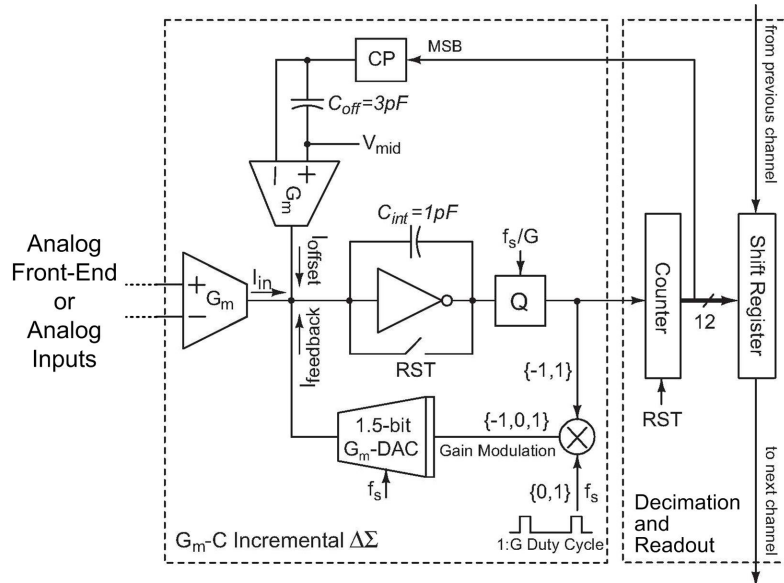 from previous channel
CP
MSB
C_off=3pF
V_mid
− +
G_m
C_int=1pF
f_s/G
Analog
Front-End
or
Analog
Inputs
+
−
G_m
I_in
I_offset
I_feedback
Q
Counter
12
Shift Register
RST
{-1,1}
RST
1.5-bit
G_m-DAC
{-1,0,1}
Gain Modulation
f_s
{0,1}
f_s
1:G Duty Cycle
G_m-C Incremental ΔΣ
Decimation
and
Readout
to next channel